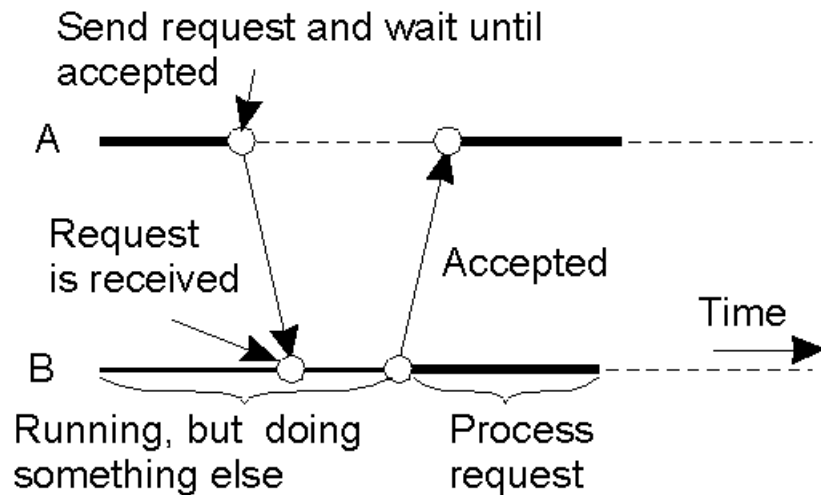 Send request and wait until
accepted
A
Request
is received
Accepted
Time
B
Running, but doing
something else
Process
request